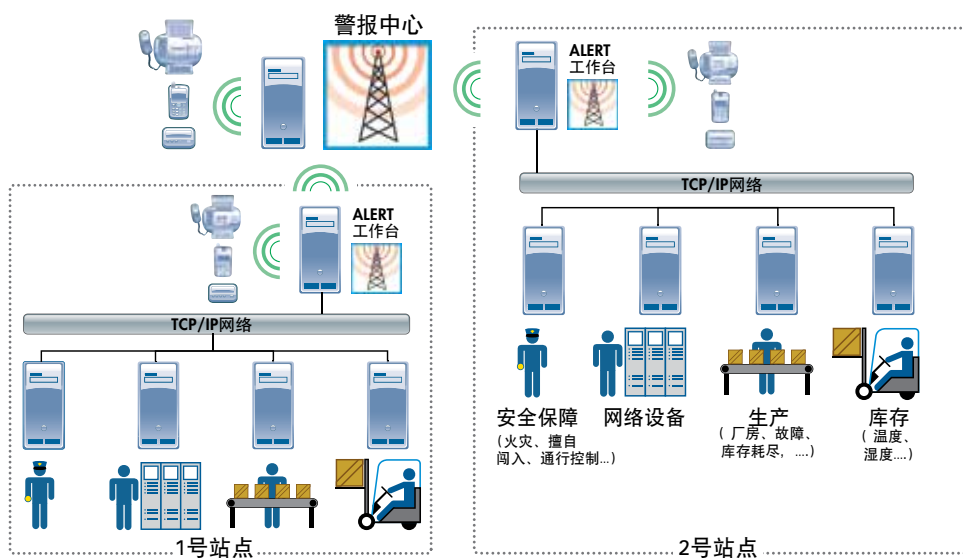 警报中心
ALERT
工作台
TCP/IP网络
1号站点
ALERT
工作台
TCP/IP网络
安全保障
(火灾、擅自
闯入、通行控制...)
网络设备
生产
( 厂房、故障、
库存耗尽, ....)
库存
( 温度、
湿度....)
2号站点